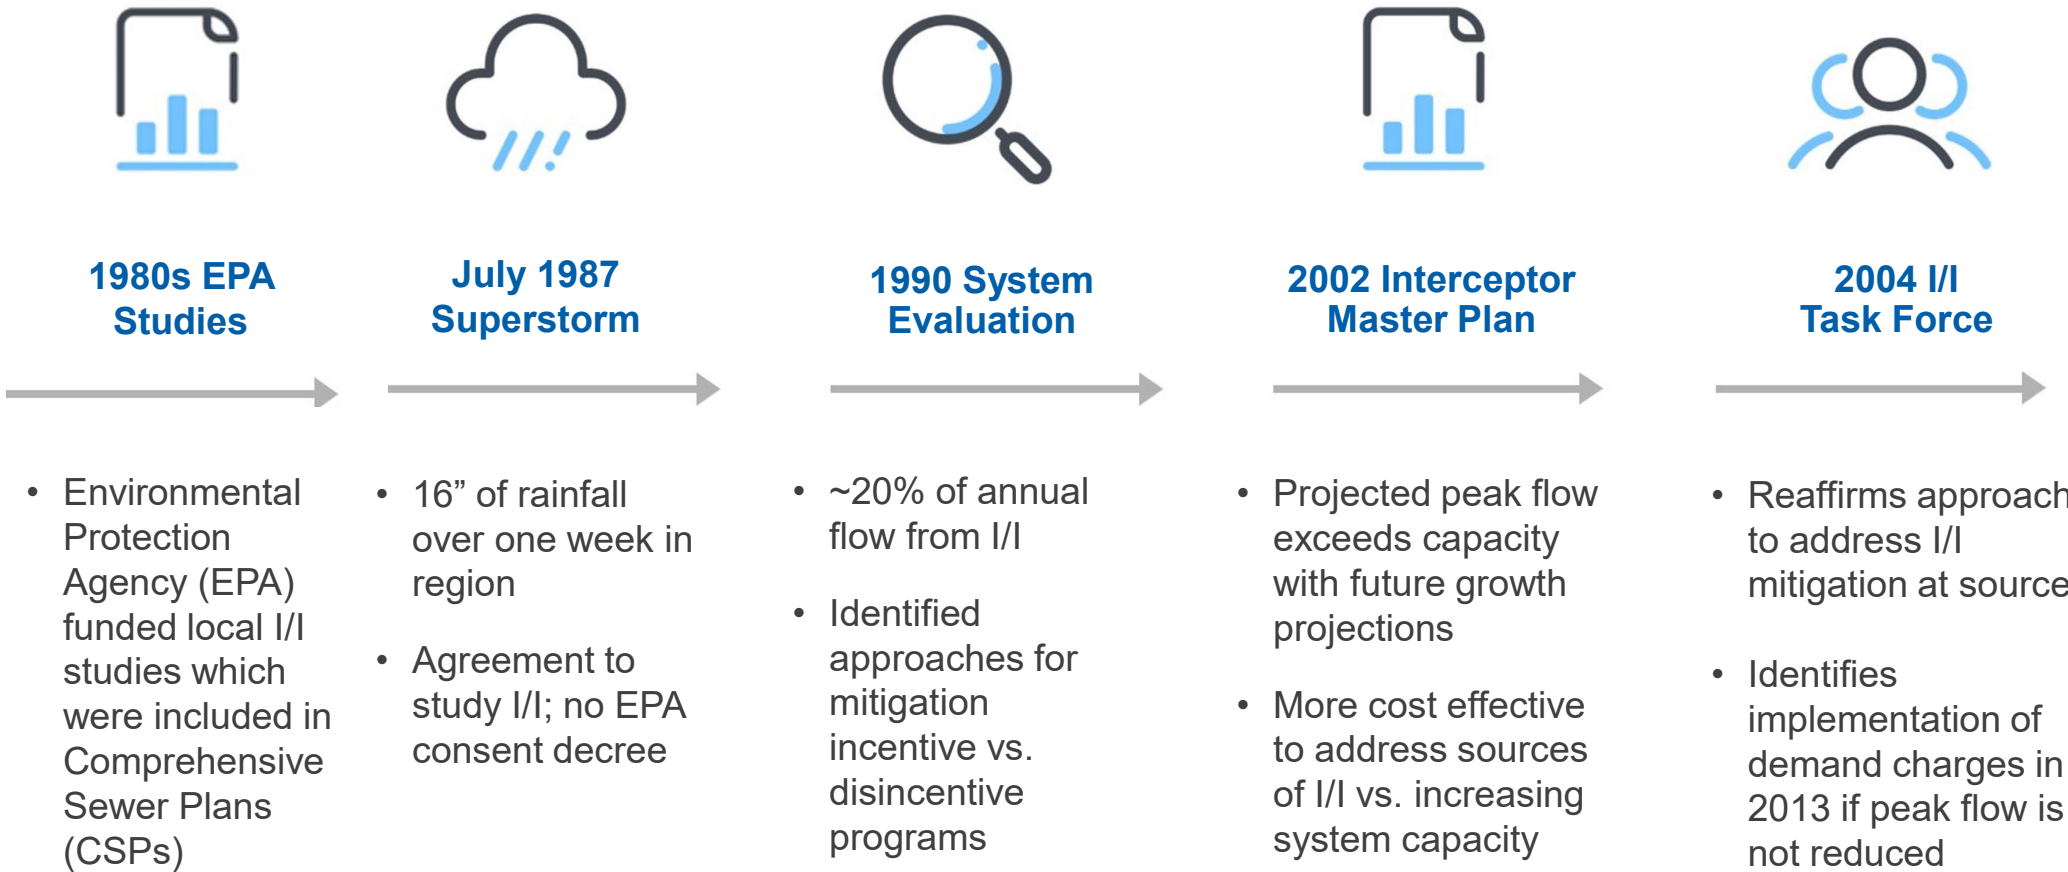 1980s EPA
Studies
• Environmental
Protection
Agency (EPA)
funded local I/I
studies which
were included in
Comprehensive
Sewer Plans
(CSPs)
July 1987
Superstorm
• 16” of rainfall
over one week in
region
• Agreement to
study I/I; no EPA
consent decree
1990 System
Evaluation
• ~20% of annual
flow from I/I
• Identified
approaches for
mitigation
incentive vs.
disincentive
programs
2002 Interceptor
Master Plan
• Projected peak flow
exceeds capacity
with future growth
projections
• More cost effective
to address sources
of I/I vs. increasing
system capacity
2004 I/I
Task Force
• Reaffirms approach
to address I/I
mitigation at source
• Identifies
implementation of
demand charges in
2013 if peak flow is
not reduced